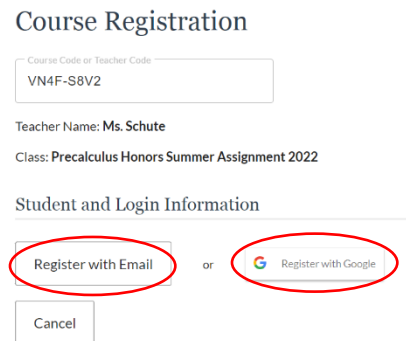 Course Registration
Course Code or Teacher Code
VN4F-S8V2
Teacher Name: Ms. Schute
Class: Precalculus Honors Summer Assignment 2022
Student and Login Information
Register with Email or Register with Google
Cancel